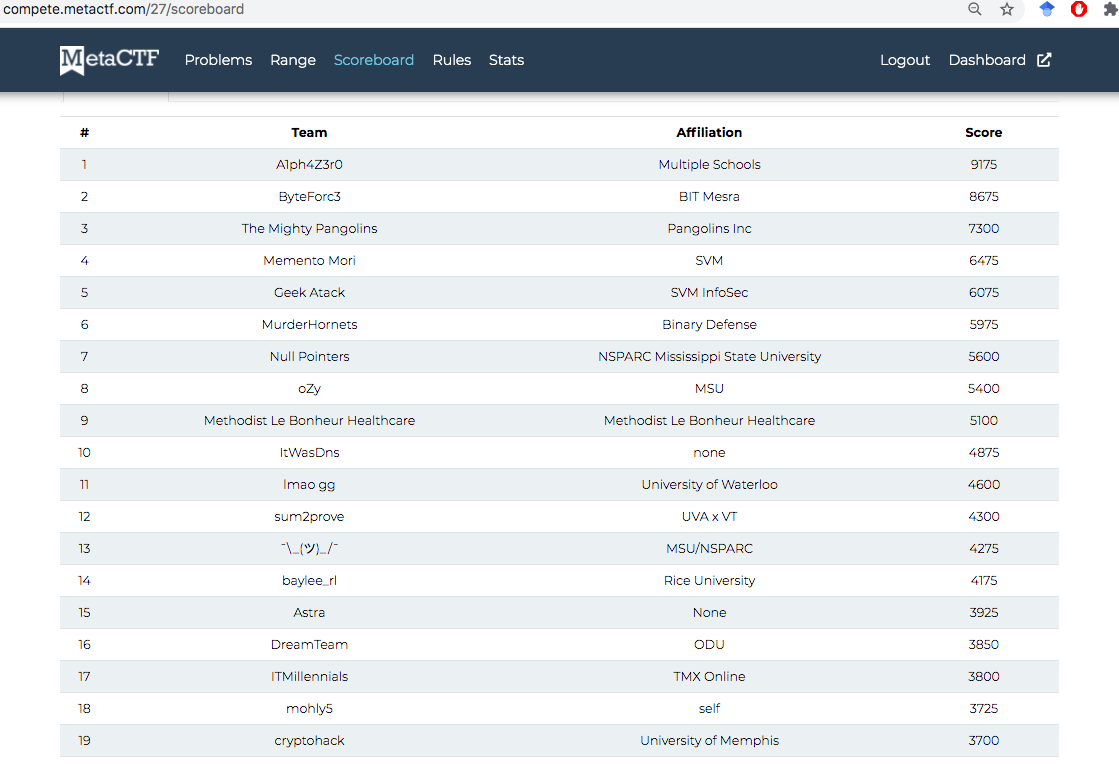 compete.metactf.com/27/scoreboard
MetaCTF Problems Range Scoreboard Rules Stats Logout Dashboard
# Team Affiliation Score
1 A1ph4Z3r0 Multiple Schools 9175
2 ByteForc3 BIT Mesra 8675
3 The Mighty Pangolins Pangolins Inc 7300
4 Memento Mori SVM 6475
5 Geek Atack SVM InfoSec 6075
6 MurderHornets Binary Defense 5975
7 Null Pointers NSPARC Mississippi State University 5600
8 oZy MSU 5400
9 Methodist Le Bonheur Healthcare Methodist Le Bonheur Healthcare 5100
10 ItWasDns none 4875
11 lmao gg University of Waterloo 4600
12 sum2prove UVA x VT 4300
13 ¯\_(ツ)_/¯ MSU/NSPARC 4275
14 baylee_rl Rice University 4175
15 Astra None 3925
16 DreamTeam ODU 3850
17 ITMillennials TMX Online 3800
18 mohly5 self 3725
19 cryptohack University of Memphis 3700